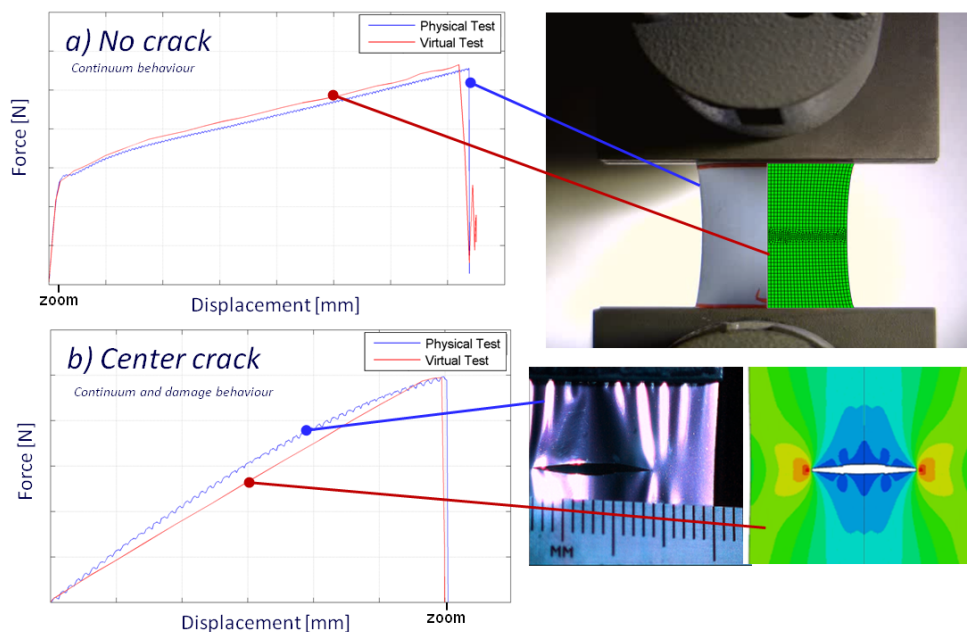 a) No crack
Continuum behaviour
Physical Test
Virtual Test
Force [N]
zoom
Displacement [mm]
b) Center crack
Continuum and damage behaviour
Physical Test
Virtual Test
Force [N]
MM
Displacement [mm]
zoom